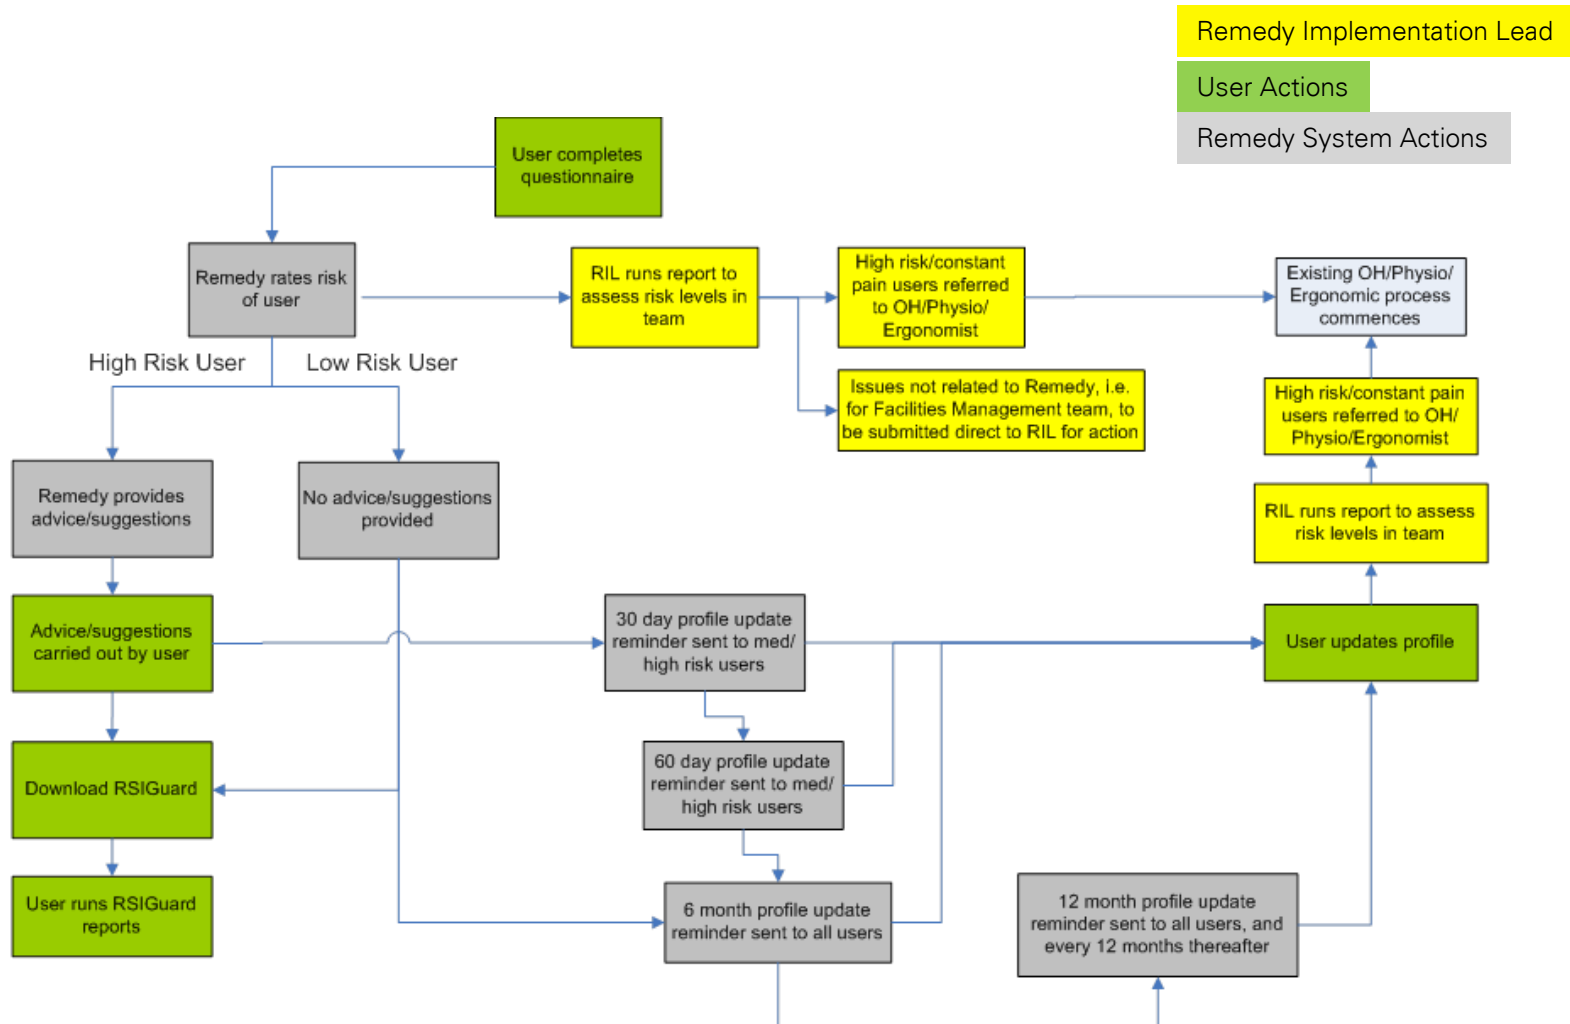 Remedy Implementation Lead
User Actions
Remedy System Actions
User completes
questionnaire
Remedy rates risk
of user
RIL runs report to
assess risk levels in
team
High risk/constant
pain users referred
to OH/Physio/
Ergonomist
Existing OH/Physio/
Ergonomic process
commences
High Risk User
Low Risk User
Issues not related to Remedy, i.e.
for Facilities Management team, to
be submitted direct to RIL for action
High risk/constant pain
users referred to OH/
Physio/Ergonomist
Remedy provides
advice/suggestions
No advice/suggestions
provided
RIL runs report to assess
risk levels in team
Advice/suggestions
carried out by user
30 day profile update
reminder sent to med/
high risk users
User updates profile
Download RSIGuard
60 day profile update
reminder sent to med/
high risk users
User runs RSIGuard
reports
6 month profile update
reminder sent to all users
12 month profile update
reminder sent to all users, and
every 12 months thereafter